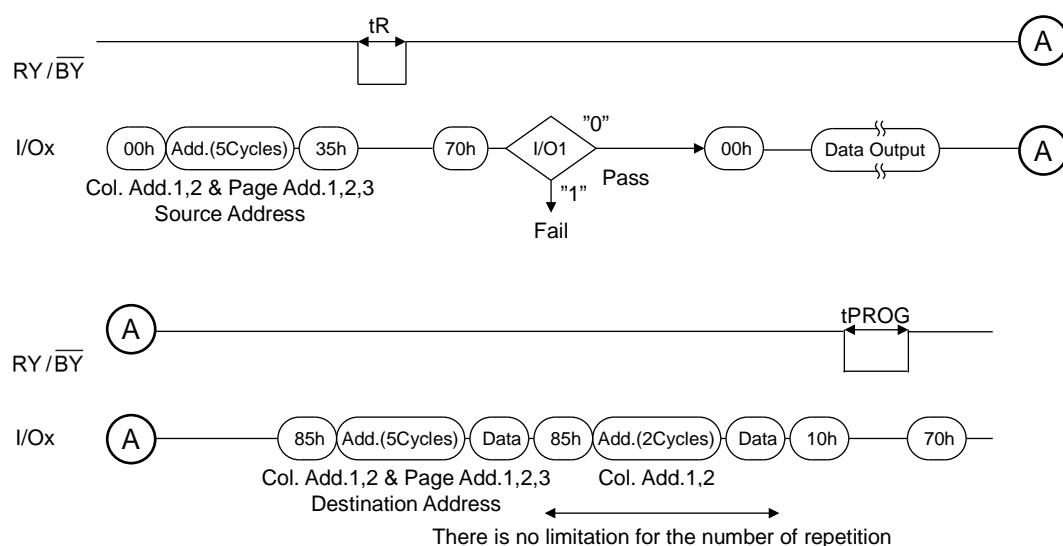 tR
A
RY/BY
I/Ox
00h Add.(5Cycles) 35h 70h I/O1 "0" 00h Data Output A
Pass
"1"
Fail
Col. Add.1,2 & Page Add.1,2,3
Source Address
A
tPROG
RY/BY
I/Ox
A 85h Add.(5Cycles) Data 85h Add.(2Cycles) Data 10h 70h
Col. Add.1,2 & Page Add.1,2,3 Col. Add.1,2
Destination Address
There is no limitation for the number of repetition